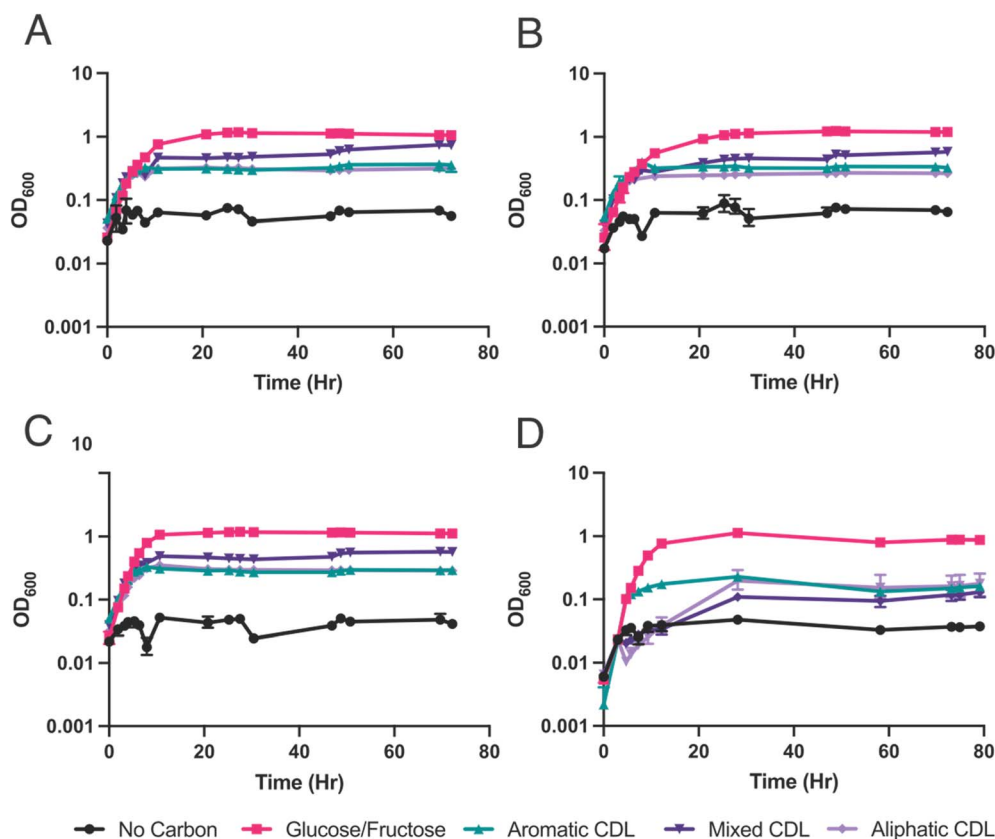 A
10
1
0.1
0.01
0.001
OD600
0 20 40 60 80
Time (Hr)
B
10
1
0.1
0.01
0.001
OD600
0 20 40 60 80
Time (Hr)
C
10
1
0.1
0.01
0.001
OD600
0 20 40 60 80
Time (Hr)
D
10
1
0.1
0.01
0.001
OD600
0 20 40 60 80
Time (Hr)
No Carbon Glucose/Fructose Aromatic CDL Mixed CDL Aliphatic CDL